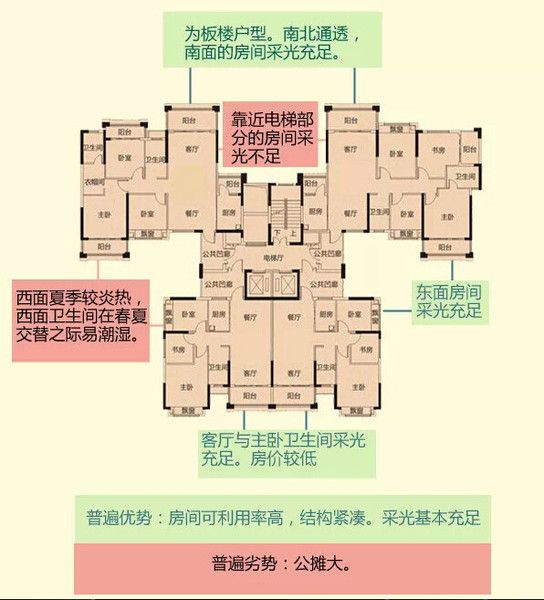 为板楼户型。南北通透，
南面的房间采光充足。
阳台
阳台
靠近电梯部
分的房间采
光不足
阳台
卫生间
卧室
卫生间
客厅
客厅
飘窗
卧室
书房
阳台
衣帽间
阳台
阳台
卫生间
主卧
卧室
餐厅
厨房
厨房
餐厅
卫生间
卧室
主卧
飘窗
下 上
飘窗
阳台
阳台
公共凹廊
电梯厅
公共凹廊
公共凹廊
公共凹廊
西面夏季较炎热，
西面卫生间在春夏
交替之际易潮湿。
东面房间
采光充足
飘窗
卧室
厨房
餐厅
餐厅
厨房
卧室
飘窗
书房
卫生间
客厅
客厅
卫生间
书房
主卧
主卧
飘窗
阳台
阳台
飘窗
客厅与主卧卫生间采光
充足。房价较低
普遍优势：房间可利用率高，结构紧凑。采光基本充足
普遍劣势：公摊大。